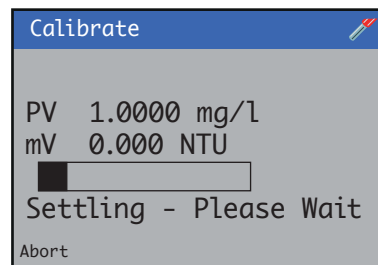 Calibrate
PV 1.0000 mg/l
mV 0.000 NTU
Settling - Please Wait
Abort